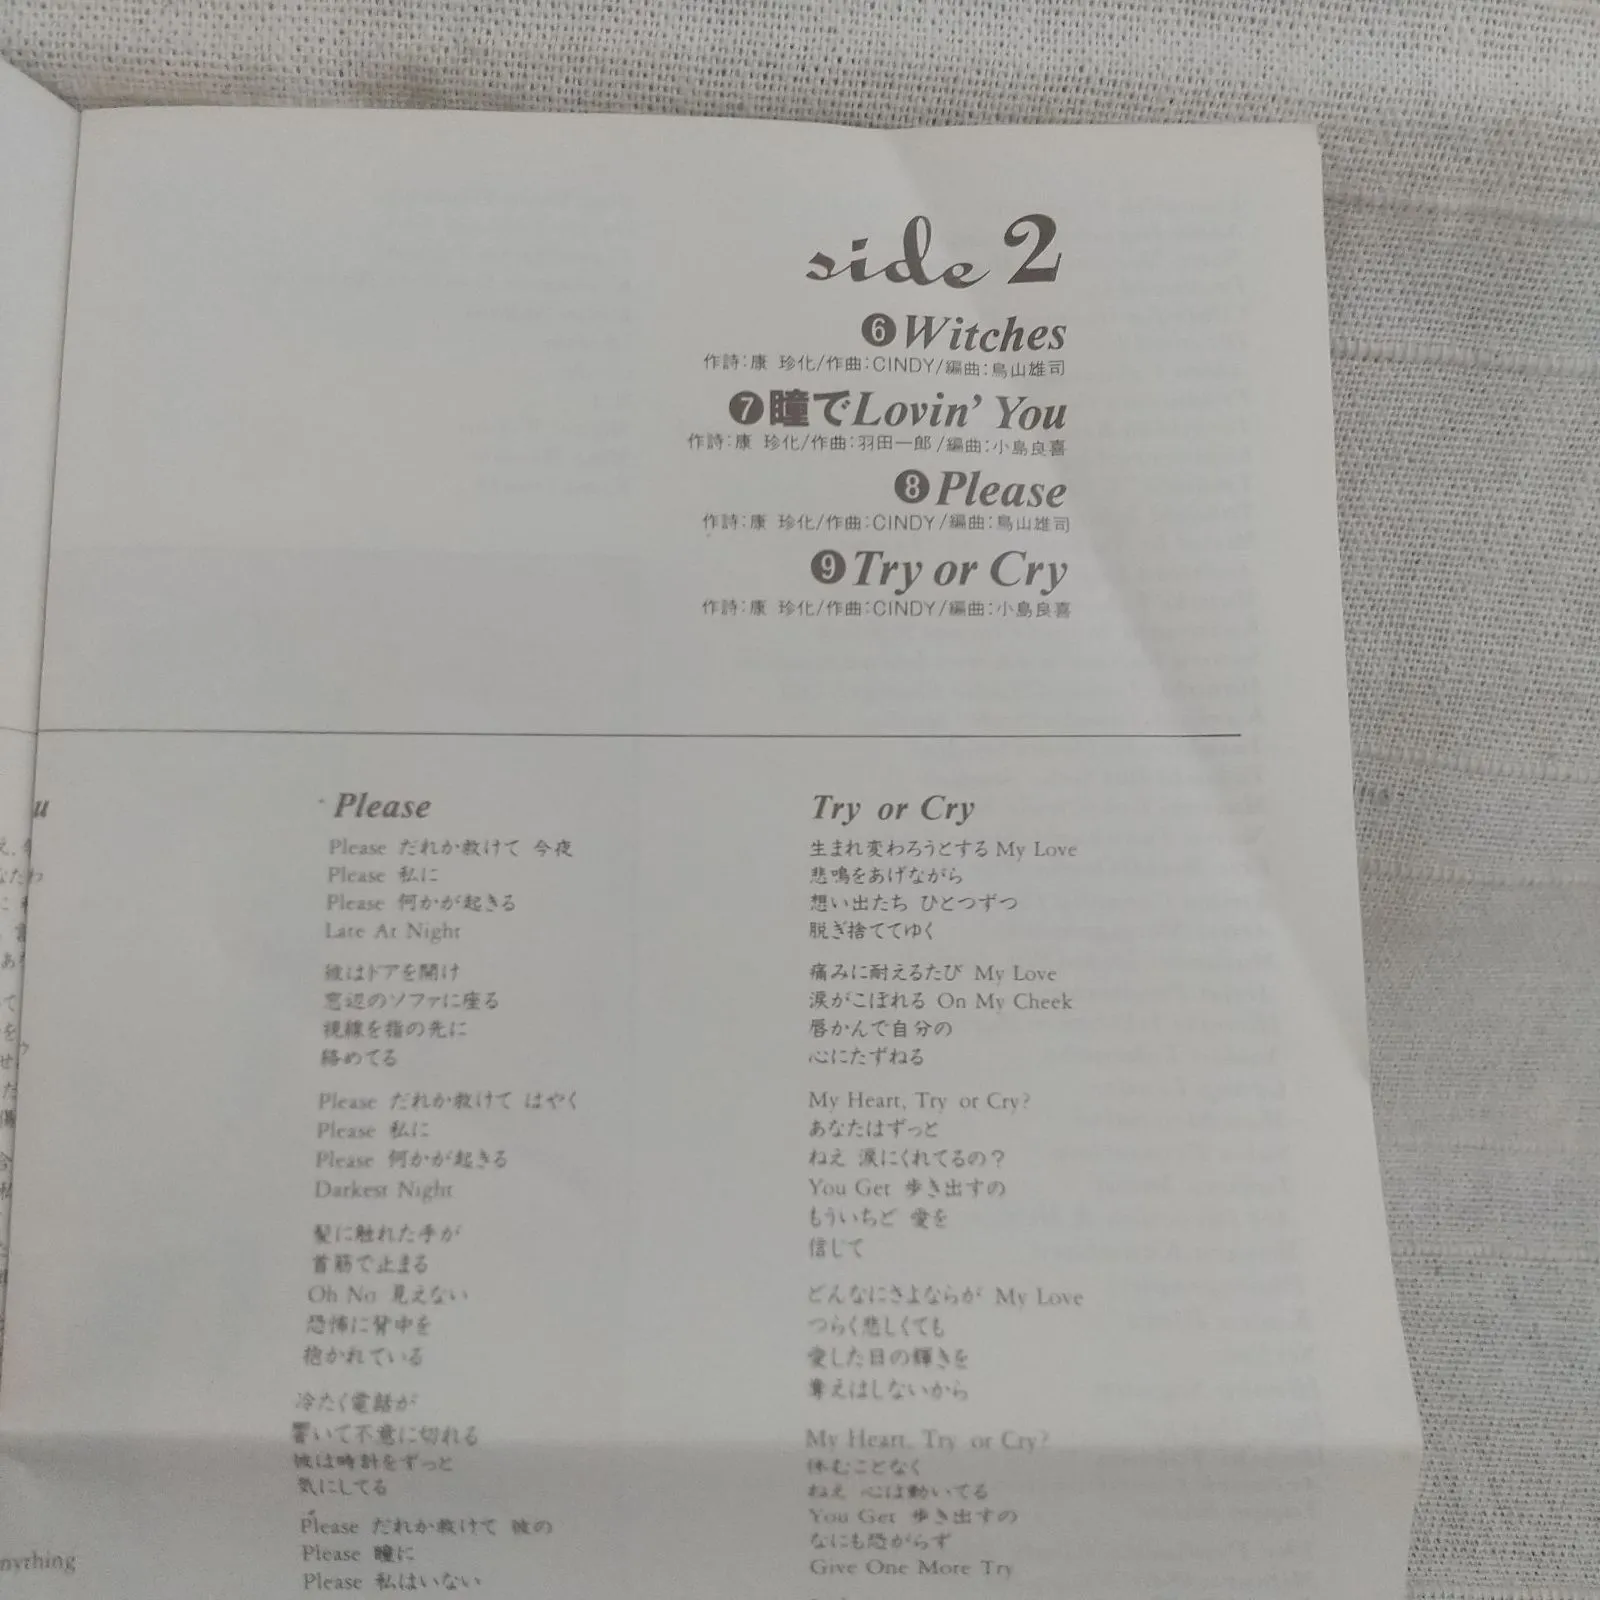 side 2
❻Witches
作詩:康 珍化/作曲:CINDY/編曲:鳥山雄司
❼瞳でLovin' You
作詩:康 珍化/作曲:羽田一郎/編曲:小島良喜
❽Please
作詩:康 珍化/作曲:CINDY/編曲:鳥山雄司
❾Try or Cry
作詩:康 珍化/作曲:CINDY/編曲:小島良喜
u
nything
Please
Please だれか救けて 今夜
Please 私に
Please 何かが起きる
Late At Night
彼はドアを開け
窓辺のソファに座る
視線を指の先に
絡めてる
Please だれか救けて はやく
Please 私に
Please 何かが起きる
Darkest Night
髪に触れた手が
首筋で止まる
Oh No 見えない
恐怖に背中を
抱かれている
冷たく電話が
響いて不意に切れる
彼は時計をずっと
気にしてる
Please だれか救けて 彼の
Please 瞳に
Please 私はいない
Try or Cry
生まれ変わろうとする My Love
悲鳴をあげながら
想い出たち ひとつずつ
脱ぎ捨ててゆく
痛みに耐えるたび My Love
涙がこぼれる On My Cheek
唇かんで自分の
心にたずねる
My Heart, Try or Cry?
あなたはずっと
ねえ 涙にくれてるの?
You Get 歩き出すの
もういちど 愛を
信じて
どんなにさよならが My Love
つらく悲しくても
愛した日の輝きを
奪えはしないから
My Heart, Try or Cry?
休むことなく
ねえ 心は動いてる
You Get 歩き出すの
なにも恐がらず
Give One More Try